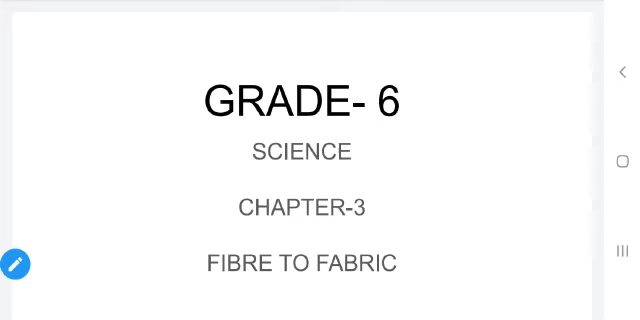 GRADE- 6
SCIENCE
CHAPTER-3
FIBRE TO FABRIC